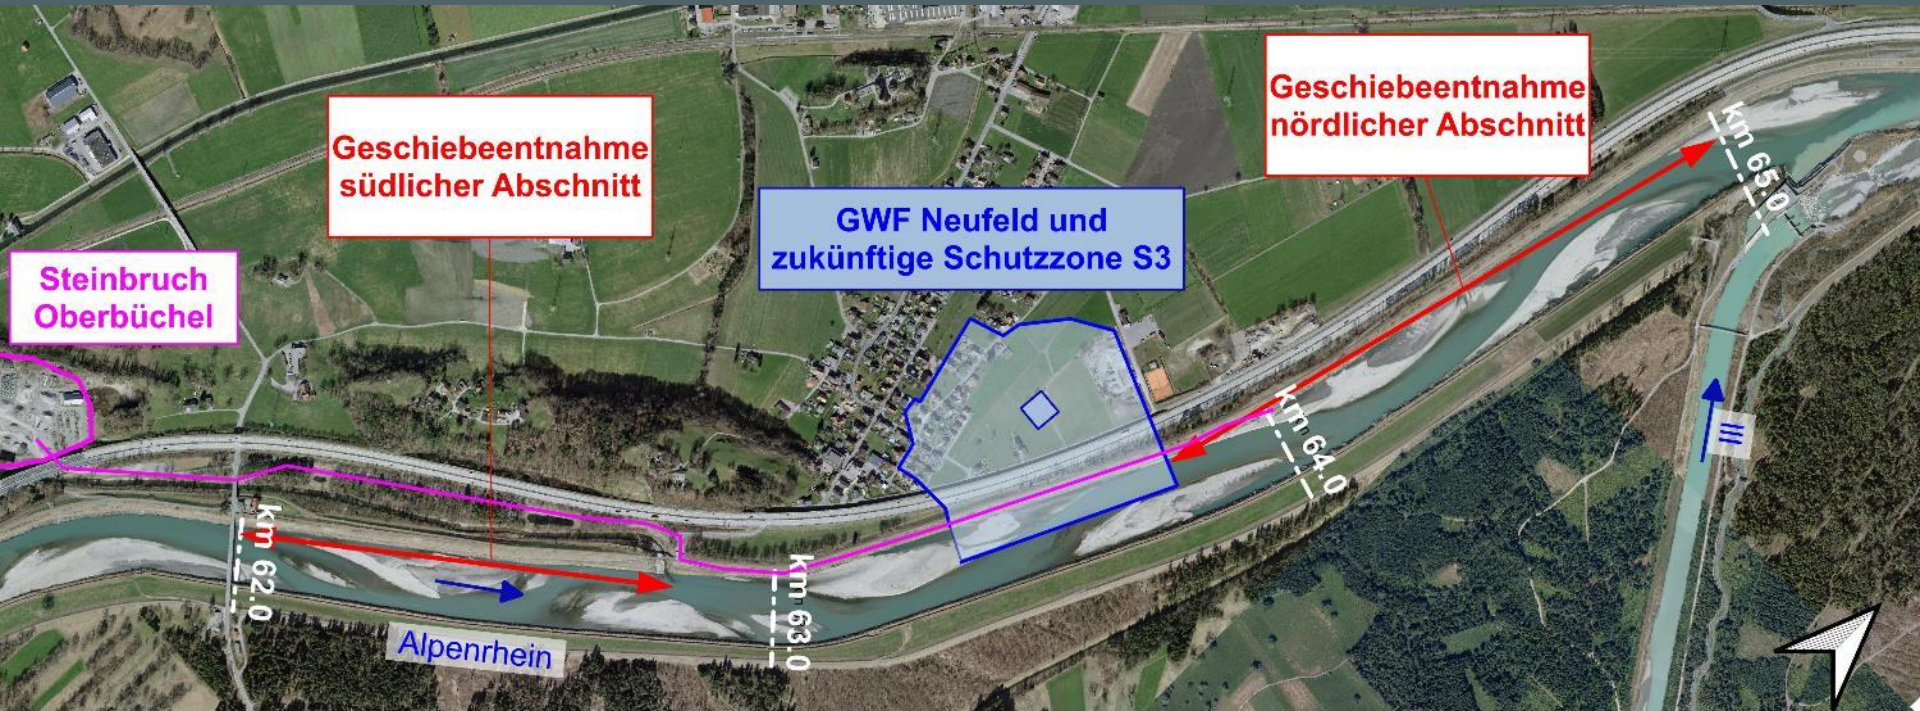 Geschiebeentnahme
südlicher Abschnitt
Geschiebeentnahme
nördlicher Abschnitt
GWF Neufeld und
zukünftige Schutzzone S3
Steinbruch
Oberbüchel
km 62.0
km 63.0
km 64.0
km 65.0
Alpenrhein
Ill